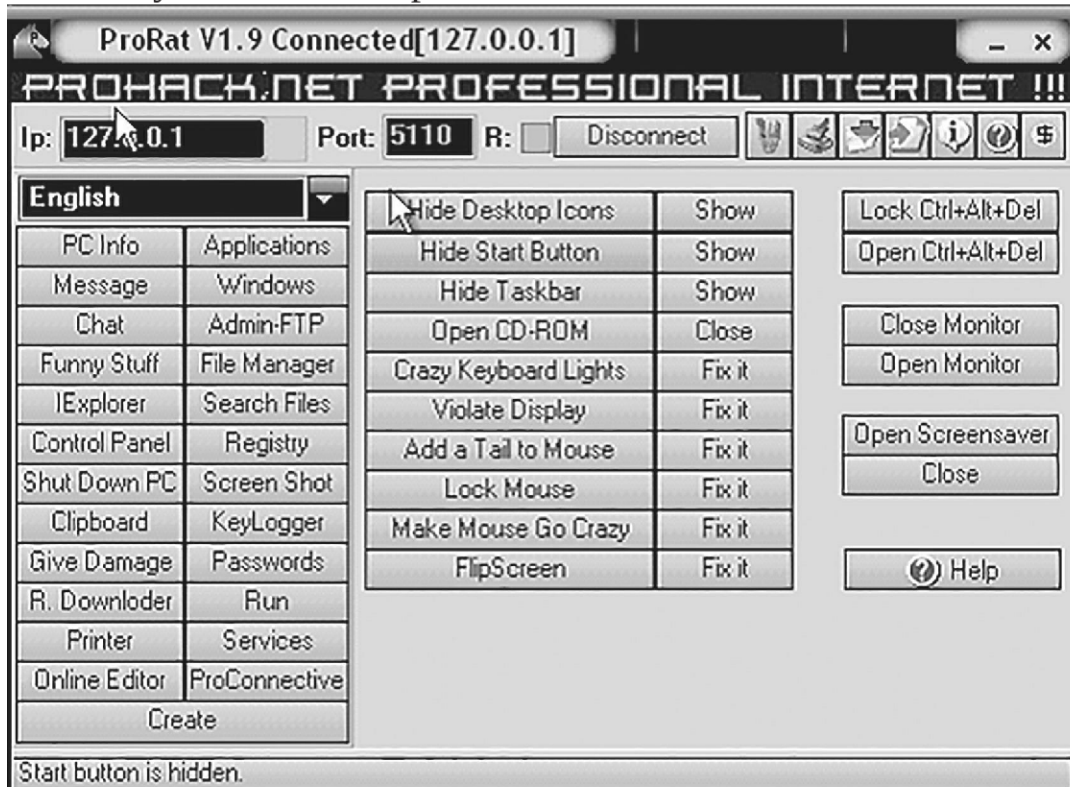 ProRat V1.9 Connected[127.0.0.1]
PROHACK.NET PROFESSIONAL INTERNET !!!
Ip: 127.0.0.1 Port: 5110 R: Disconnect
English
PC Info Applications
Message Windows
Chat Admin-FTP
Funny Stuff File Manager
IExplorer Search Files
Control Panel Registry
Shut Down PC Screen Shot
Clipboard KeyLogger
Give Damage Passwords
R. Downloder Run
Printer Services
Online Editor ProConnective
Create
Hide Desktop Icons Show
Hide Start Button Show
Hide Taskbar Show
Open CD-ROM Close
Crazy Keyboard Lights Fix it
Violate Display Fix it
Add a Tail to Mouse Fix it
Lock Mouse Fix it
Make Mouse Go Crazy Fix it
FlipScreen Fix it
Lock Ctrl+Alt+Del
Open Ctrl+Alt+Del
Close Monitor
Open Monitor
Open Screensaver
Close
Help
Start button is hidden.